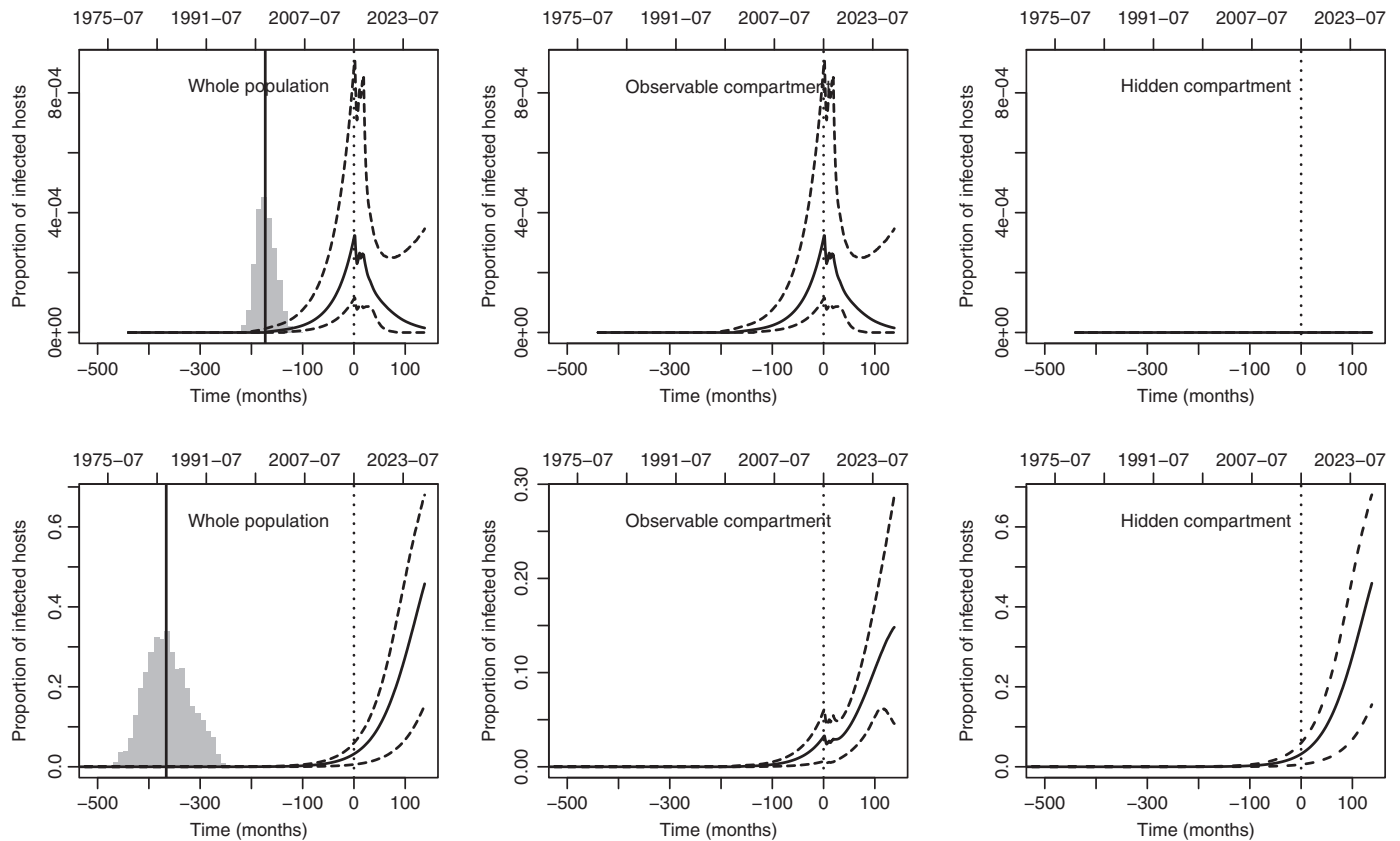 1975−07 1991−07 2007−07 2023−07
Whole population
Proportion of infected hosts
0e+00 4e−04 8e−04
−500 −300 −100 0 100
Time (months)
1975−07 1991−07 2007−07 2023−07
Observable compartment
Proportion of infected hosts
0e+00 4e−04 8e−04
−500 −300 −100 0 100
Time (months)
1975−07 1991−07 2007−07 2023−07
Hidden compartment
Proportion of infected hosts
0e+00 4e−04 8e−04
−500 −300 −100 0 100
Time (months)
1975−07 1991−07 2007−07 2023−07
Whole population
Proportion of infected hosts
0.0 0.2 0.4 0.6
−500 −300 −100 0 100
Time (months)
1975−07 1991−07 2007−07 2023−07
Observable compartment
Proportion of infected hosts
0.00 0.10 0.20 0.30
−500 −300 −100 0 100
Time (months)
1975−07 1991−07 2007−07 2023−07
Hidden compartment
Proportion of infected hosts
0.0 0.2 0.4 0.6
−500 −300 −100 0 100
Time (months)